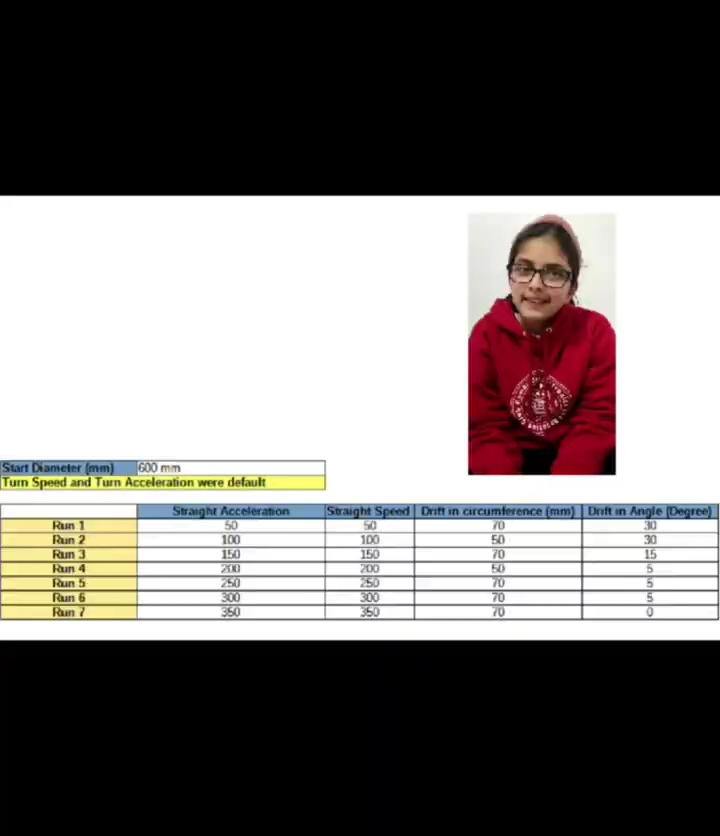 Start Diameter (mm) 600 mm
Turn Speed and Turn Acceleration were default
Straight Acceleration Straight Speed Drift in circumference (mm) Drift in Angle (Degree)
Run 1 50 50 70 30
Run 2 100 100 50 30
Run 3 150 150 70 15
Run 4 200 200 50 5
Run 5 250 250 70 5
Run 6 300 300 70 5
Run 7 350 350 70 0